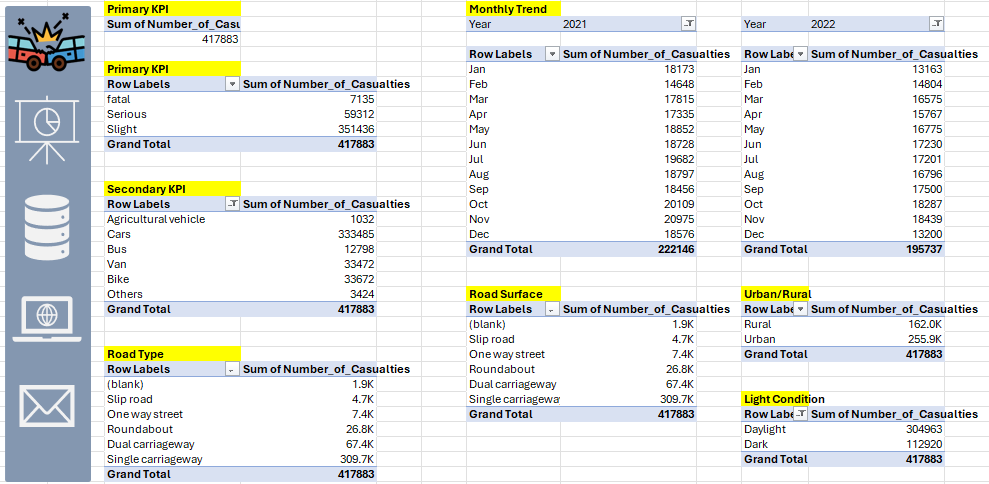 Primary KPI
Sum of Number_of_Casu
417883
Primary KPI
Row Labels Sum of Number_of_Casualties
fatal 7135
Serious 59312
Slight 351436
Grand Total 417883
Secondary KPI
Row Labels Sum of Number_of_Casualties
Agricultural vehicle 1032
Cars 333485
Bus 12798
Van 33472
Bike 33672
Others 3424
Grand Total 417883
Road Type
Row Labels Sum of Number_of_Casualties
(blank) 1.9K
Slip road 4.7K
One way street 7.4K
Roundabout 26.8K
Dual carriageway 67.4K
Single carriageway 309.7K
Grand Total 417883
Monthly Trend
Year 2021
Row Labels Sum of Number_of_Casualties
Jan 18173
Feb 14648
Mar 17815
Apr 17335
May 18852
Jun 18728
Jul 19682
Aug 18797
Sep 18456
Oct 20109
Nov 20975
Dec 18576
Grand Total 222146
Year 2022
Row Labe Sum of Number_of_Casualties
Jan 13163
Feb 14804
Mar 16575
Apr 15767
May 16775
Jun 17230
Jul 17201
Aug 16796
Sep 17500
Oct 18287
Nov 18439
Dec 13200
Grand Total 195737
Road Surface
Row Labels Sum of Number_of_Casualties
(blank) 1.9K
Slip road 4.7K
One way street 7.4K
Roundabout 26.8K
Dual carriageway 67.4K
Single carriagewa 309.7K
Grand Total 417883
Urban/Rural
Row Labe Sum of Number_of_Casualties
Rural 162.0K
Urban 255.9K
Grand Total 417883
Light Condition
Row Labe Sum of Number_of_Casualties
Daylight 304963
Dark 112920
Grand Total 417883